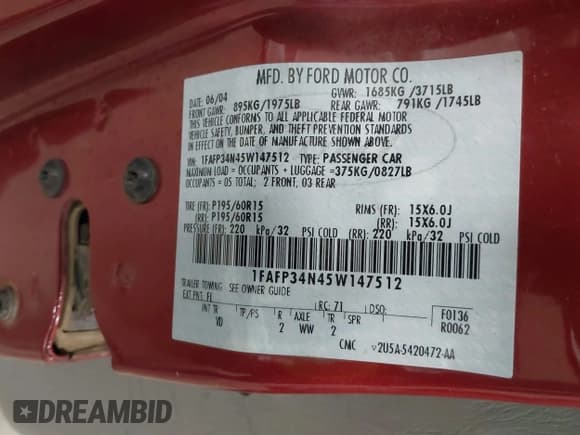 MFD. BY FORD MOTOR CO.
DATE: 06/04 GVWR: 1685KG /3715LB
FRONT GAWR: 895KG/1975LB REAR GAWR: 791KG /1745LB
THIS VEHICLE CONFORMS TO ALL APPLICABLE FEDERAL MOTOR
VEHICLE SAFETY, BUMPER, AND THEFT PREVENTION STANDARDS
IN EFFECT ON THE DATE OF MANUFACTURE SHOWN ABOVE.
VIN: 1FAFP34N45W147512 TYPE: PASSENGER CAR
MAXIMUM LOAD = OCCUPANTS + LUGGAGE =375KG/0827LB
OCCUPANTS = 05 TOTAL; 2 FRONT, 03 REAR
TIRE (FR): P195/60R15 RIMS (FR): 15X6.0J
(RR): P195/60R15 (RR): 15X6.0J
PRESSURE (FR): 220 kPa/32 PSI COLD (RR): 220 kPa/32 PSI COLD
1FAFP34N45W147512
TRAILER TOWING: SEE OWNER GUIDE
EXT PNT: FL RC: 71 DSO: F0136
INT TR TP/PS R AXLE TR SPR R0062
VD 2 WW 2
CNC v2U5A-5420472-AA
DREAMBID